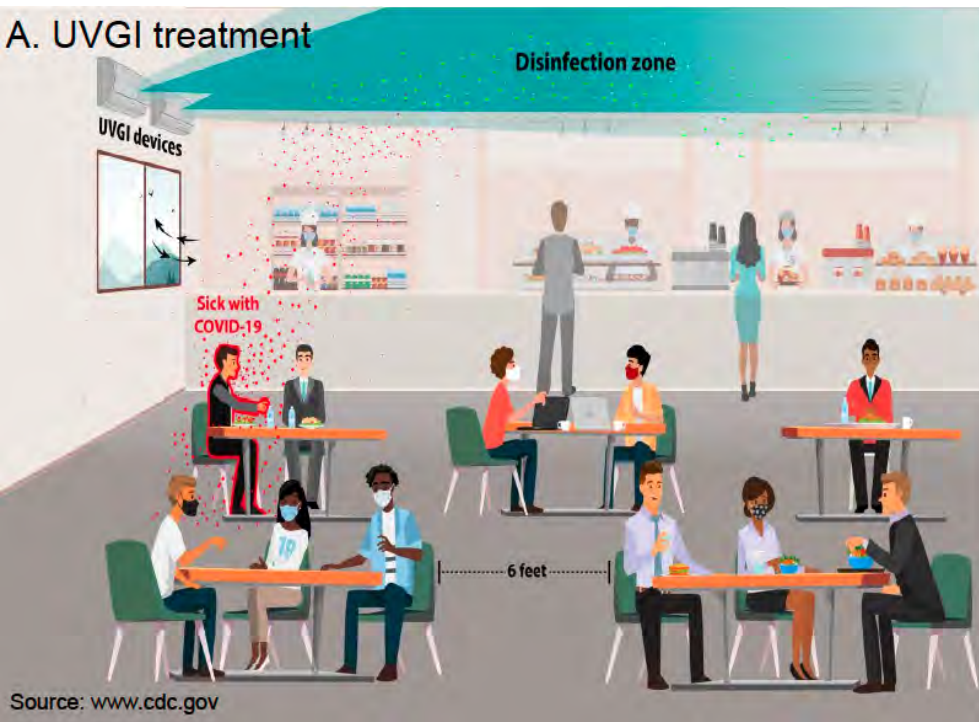 A. UVGI treatment
Disinfection zone
UVGI devices
Sick with
COVID-19
6 feet
Source: www.cdc.gov